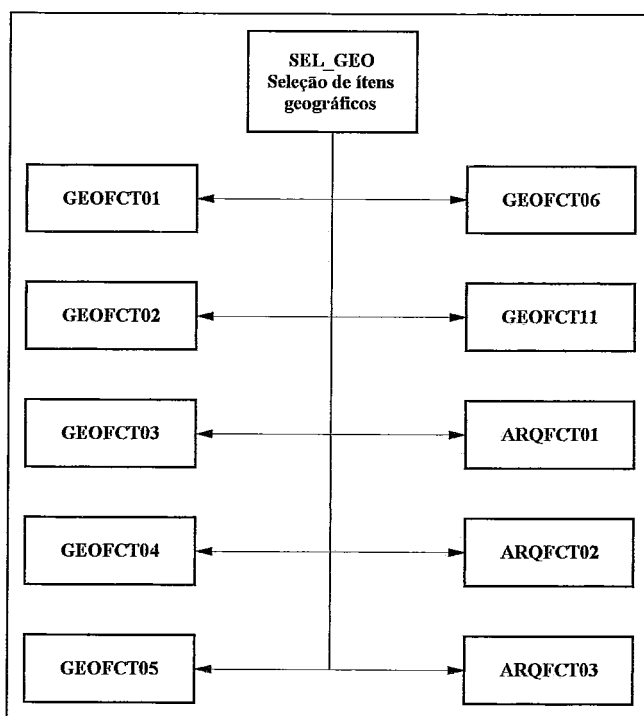 SEL_GEO
Seleção de ítens
geográficos
GEOFCT01
GEOFCT06
GEOFCT02
GEOFCT11
GEOFCT03
ARQFCT01
GEOFCT04
ARQFCT02
GEOFCT05
ARQFCT03